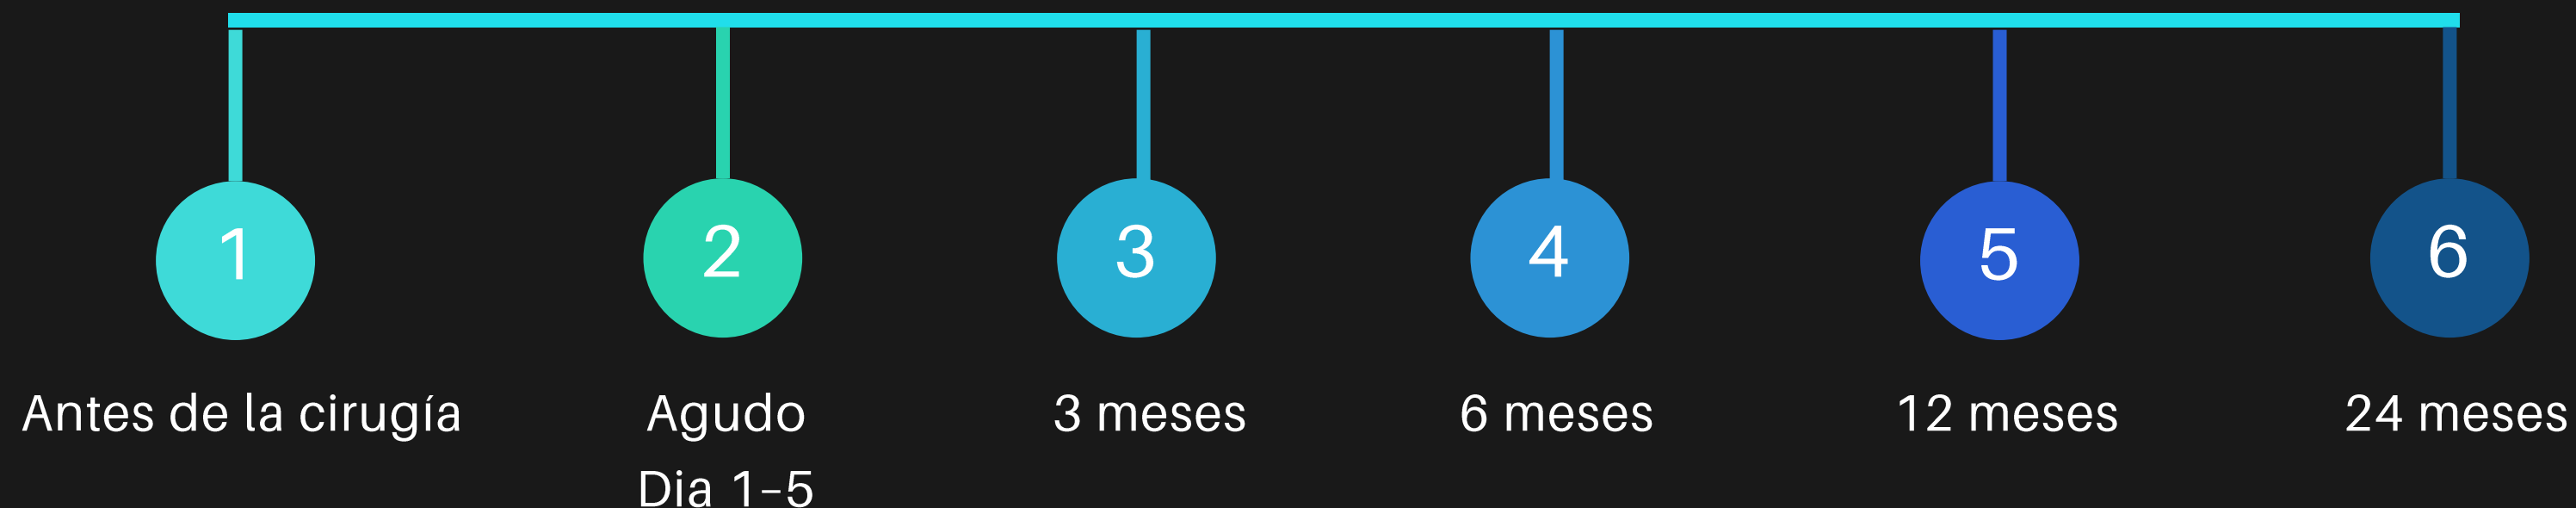 1
2
3
4
5
6
Antes de la cirugía
Agudo
Dia 1-5
3 meses
6 meses
12 meses
24 meses